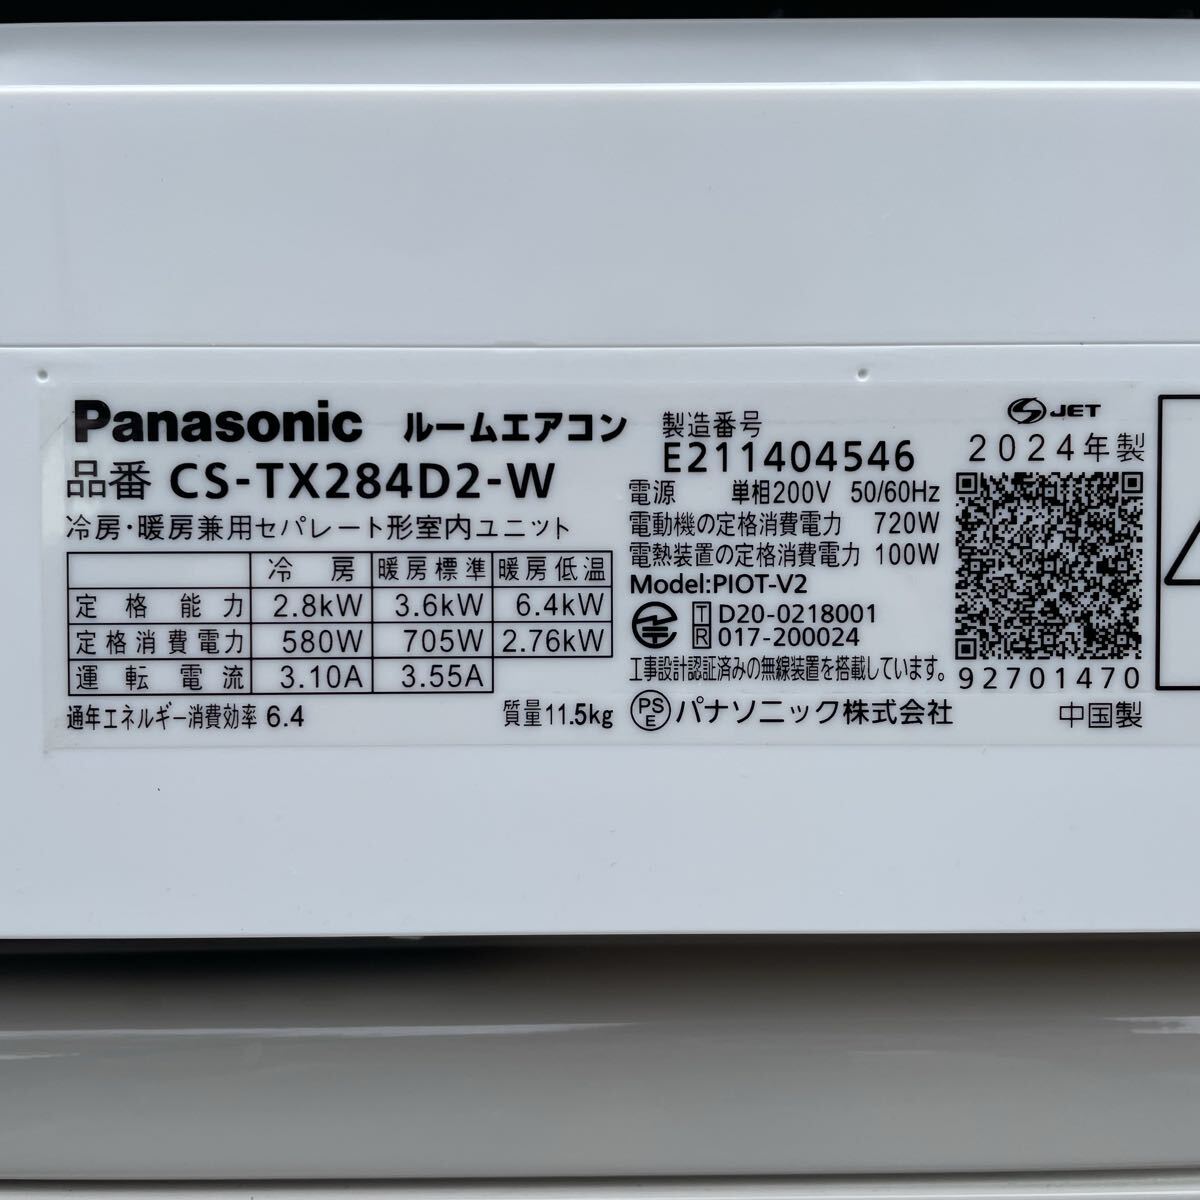 Panasonic ルームエアコン
品番 CS-TX284D2-W
冷房・暖房兼用セパレート形室内ユニット
冷房 暖房標準 暖房低温
定格能力 2.8kW 3.6kW 6.4kW
定格消費電力 580W 705W 2.76kW
運転電流 3.10A 3.55A
通年エネルギー消費効率 6.4 質量11.5kg
製造番号
E211404546
電源 単相200V 50/60Hz
電動機の定格消費電力 720W
電熱装置の定格消費電力 100W
Model:PIOT-V2
T D20-0218001
R 017-200024
工事設計認証済みの無線装置を搭載しています。
PSE パナソニック株式会社
JET
2024年製
92701470
中国製